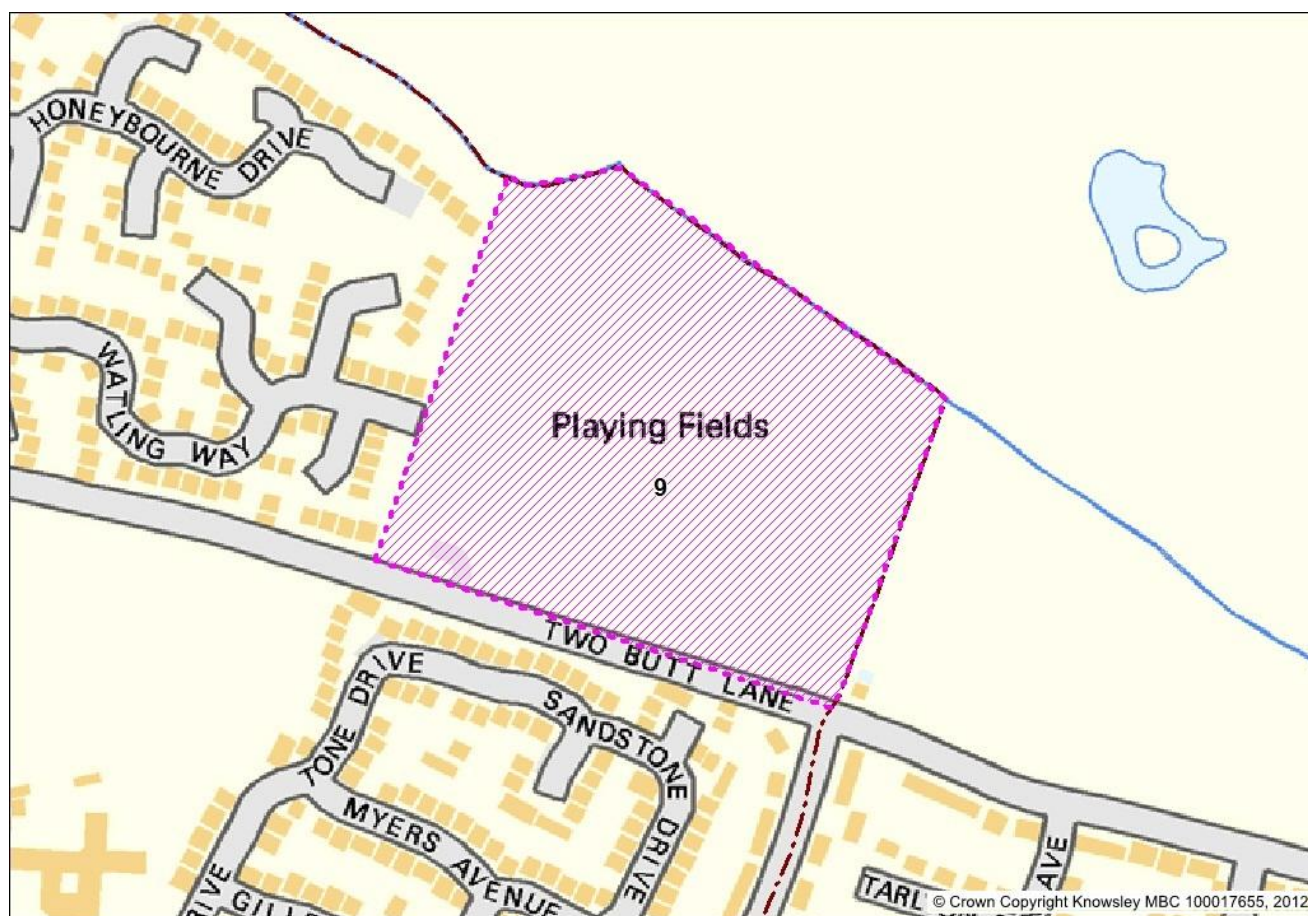 HONEYBOURNE DRIVE
WATLING WAY
Playing Fields
9
TWO BUTT LANE
TONE DRIVE
SANDSTONE DRIVE
MYERS AVENUE
AVE
© Crown Copyright Knowsley MBC 100017655, 2012